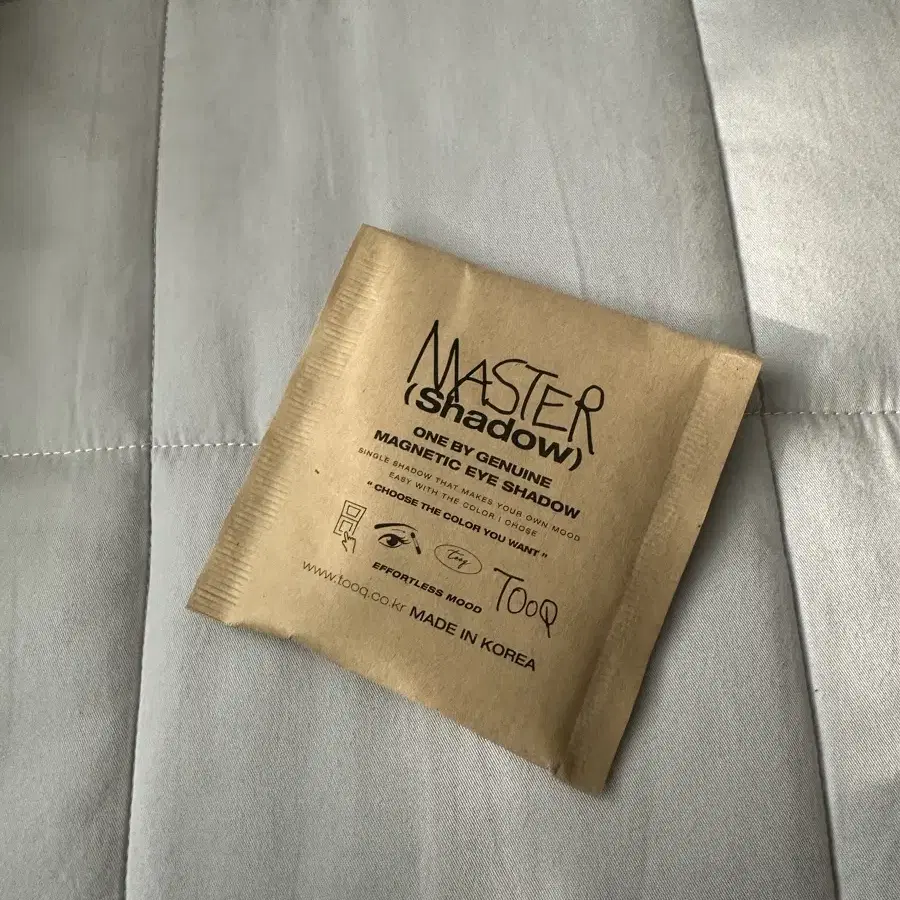 MASTER
(Shadow)
ONE BY GENUINE
MAGNETIC EYE SHADOW
SINGLE SHADOW THAT MAKES YOUR OWN MOOD
EASY WITH THE COLOR I CHOSE
“ CHOOSE THE COLOR YOU WANT ”
tooq
TOOQ
EFFORTLESS MOOD
www.tooq.co.kr MADE IN KOREA